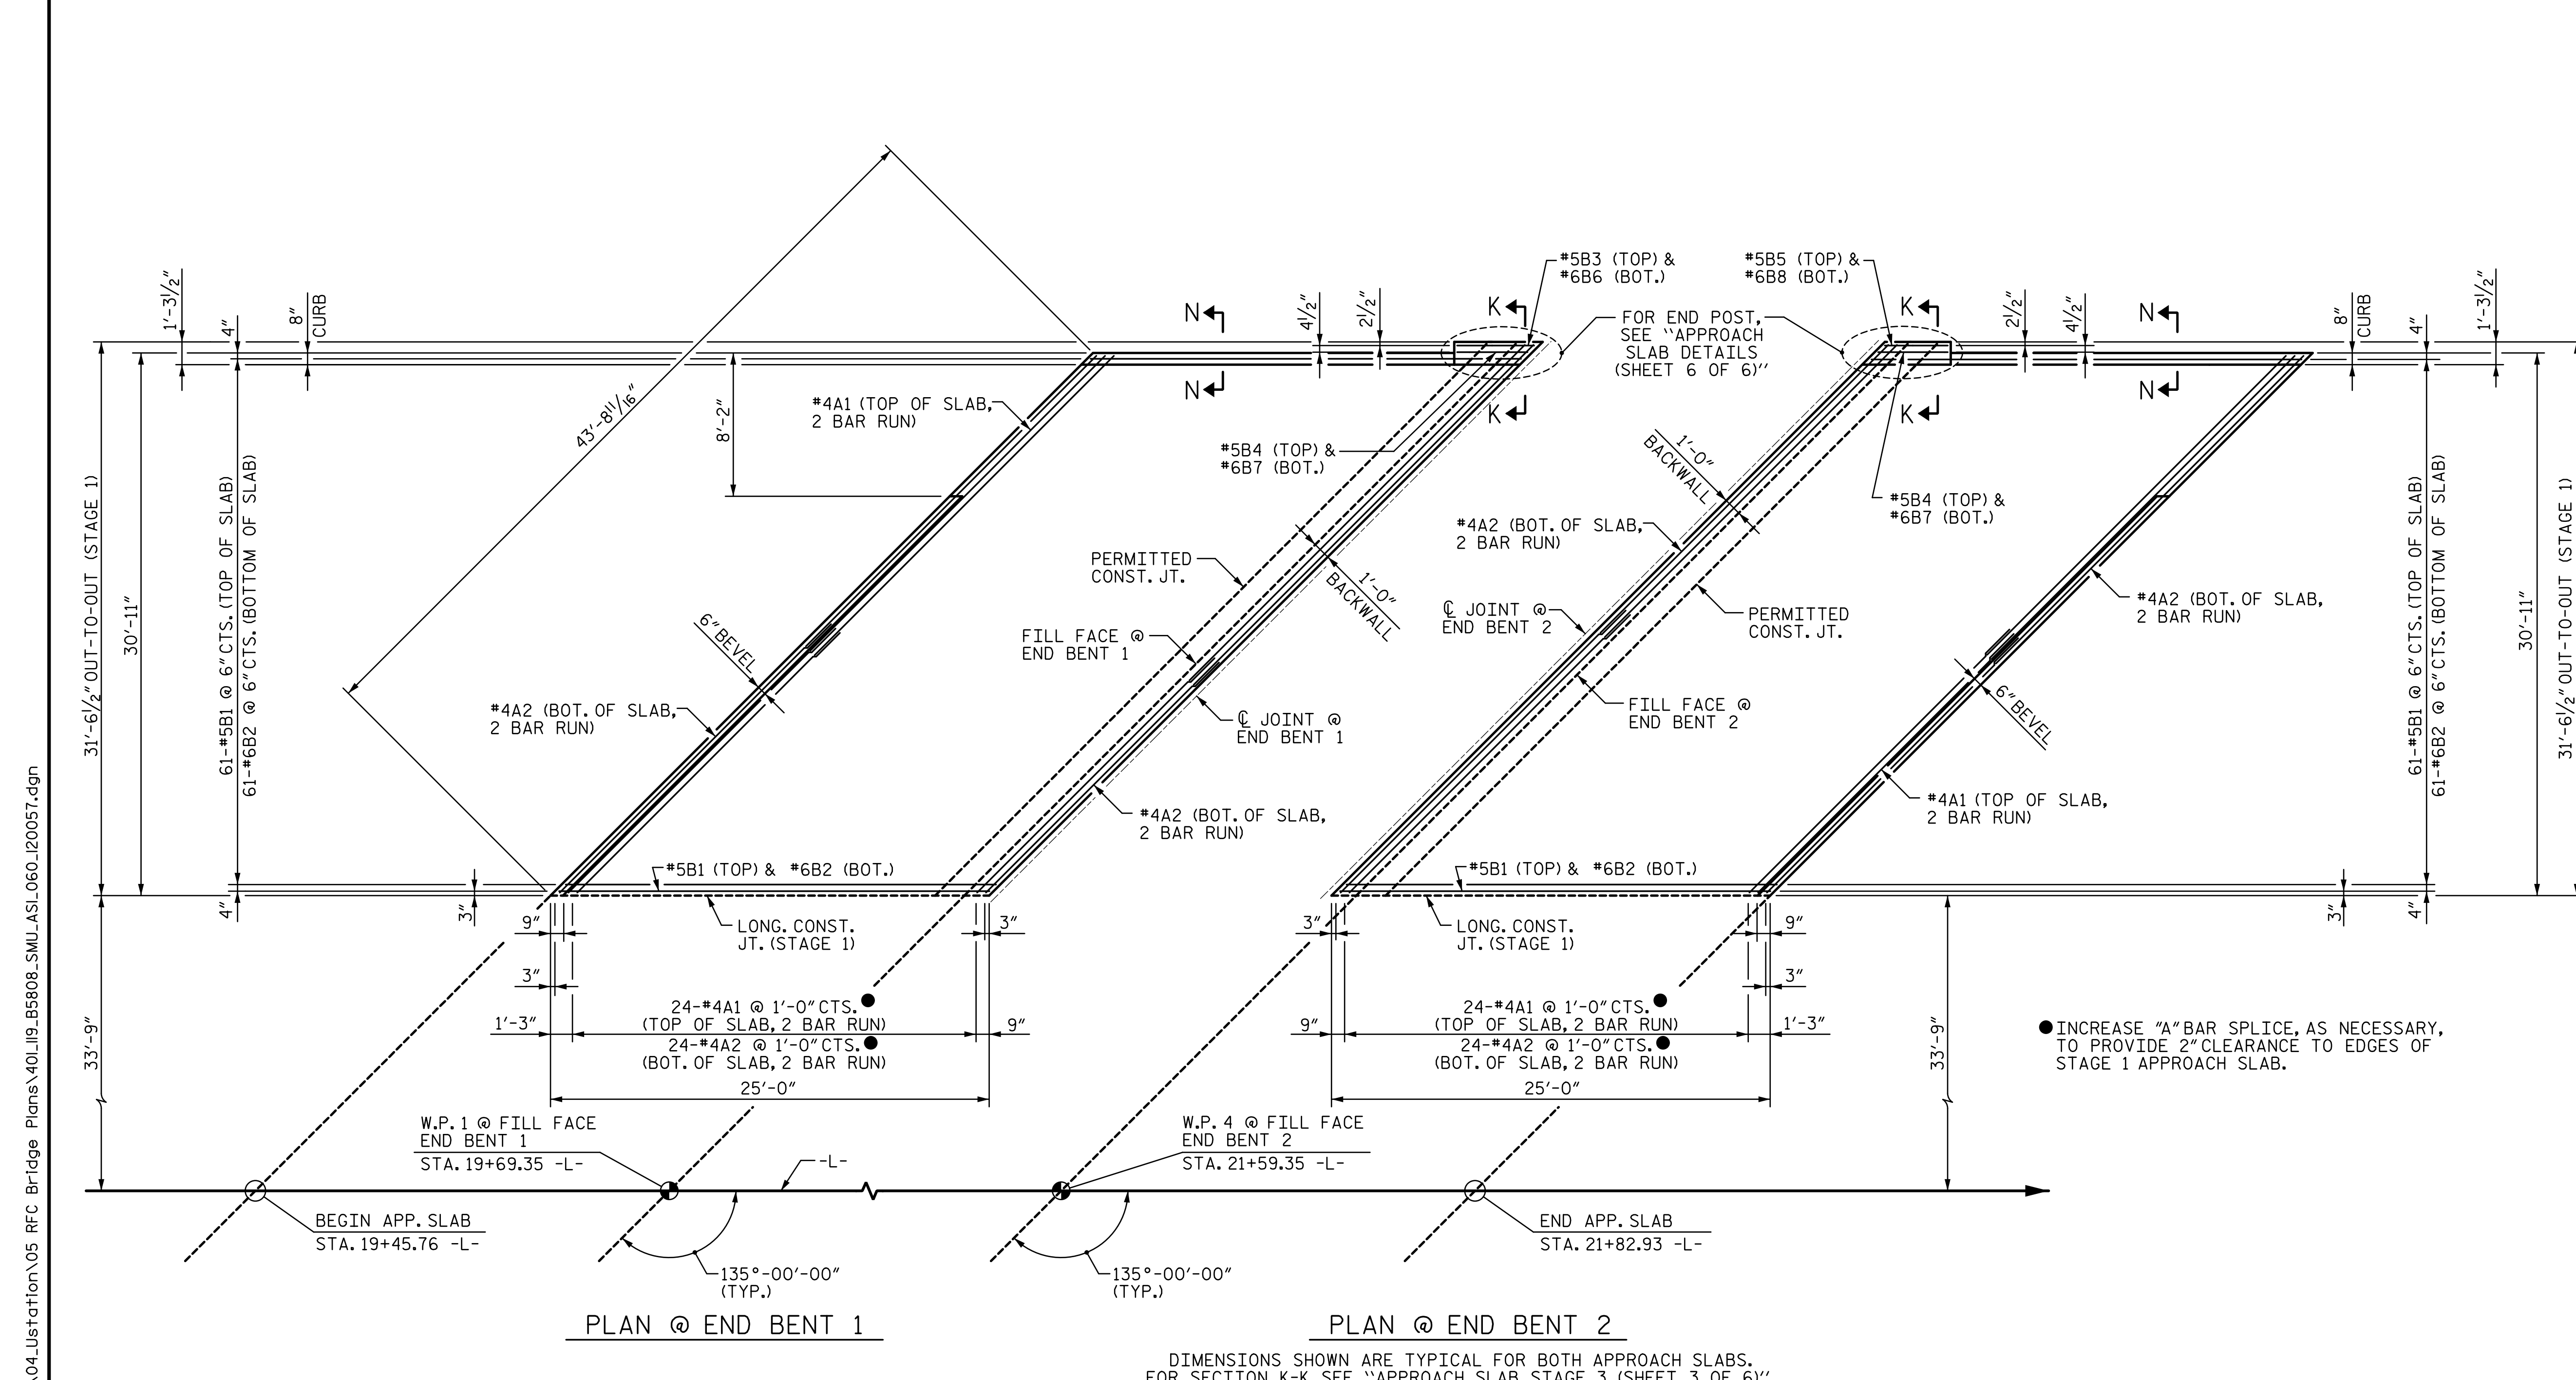 1'-3½"
4"
8"
CURB
43'-8 11/16"
31'-6½" OUT-TO-OUT (STAGE 1)
30'-11"
61-#5B1 @ 6" CTS. (TOP OF SLAB)
61-#6B2 @ 6" CTS. (BOTTOM OF SLAB)
#4A1 (TOP OF SLAB,
2 BAR RUN)
8'-2"
N
N
4½"
2½"
K
K
#5B3 (TOP) &
#6B6 (BOT.)
#5B5 (TOP) &
#6B8 (BOT.)
FOR END POST,
SEE ``APPROACH
SLAB DETAILS
(SHEET 6 OF 6)''
K
K
2½"
4½"
N
N
8"
CURB
4"
1'-3½"
#5B4 (TOP) &
#6B7 (BOT.)
1'-0"
BACKWALL
#5B4 (TOP) &
#6B7 (BOT.)
#4A2 (BOT. OF SLAB,
2 BAR RUN)
PERMITTED
CONST. JT.
1'-0"
BACKWALL
℄ JOINT @
END BENT 2
PERMITTED
CONST. JT.
#4A2 (BOT. OF SLAB,
2 BAR RUN)
6" BEVEL
FILL FACE @
END BENT 1
#4A2 (BOT. OF SLAB,
2 BAR RUN)
℄ JOINT @
END BENT 1
FILL FACE @
END BENT 2
6" BEVEL
61-#5B1 @ 6" CTS. (TOP OF SLAB)
61-#6B2 @ 6" CTS. (BOTTOM OF SLAB)
30'-11"
31'-6½" OUT-TO-OUT (STAGE 1)
#4A2 (BOT. OF SLAB,
2 BAR RUN)
#4A1 (TOP OF SLAB,
2 BAR RUN)
#5B1 (TOP) & #6B2 (BOT.)
#5B1 (TOP) & #6B2 (BOT.)
4"
3"
9"
LONG. CONST.
JT. (STAGE 1)
3"
3"
LONG. CONST.
JT. (STAGE 1)
9"
3"
4"
3"
3"
24-#4A1 @ 1'-0" CTS. ●
(TOP OF SLAB, 2 BAR RUN)
1'-3"
9"
24-#4A2 @ 1'-0" CTS. ●
(BOT. OF SLAB, 2 BAR RUN)
25'-0"
24-#4A1 @ 1'-0" CTS. ●
(TOP OF SLAB, 2 BAR RUN)
9"
1'-3"
24-#4A2 @ 1'-0" CTS. ●
(BOT. OF SLAB, 2 BAR RUN)
25'-0"
33'-9"
33'-9"
● INCREASE "A" BAR SPLICE, AS NECESSARY,
TO PROVIDE 2" CLEARANCE TO EDGES OF
STAGE 1 APPROACH SLAB.
W.P. 1 @ FILL FACE
END BENT 1
STA. 19+69.35 -L-
-L-
W.P. 4 @ FILL FACE
END BENT 2
STA. 21+59.35 -L-
BEGIN APP. SLAB
STA. 19+45.76 -L-
END APP. SLAB
STA. 21+82.93 -L-
135°-00'-00"
(TYP.)
135°-00'-00"
(TYP.)
PLAN @ END BENT 1
PLAN @ END BENT 2
DIMENSIONS SHOWN ARE TYPICAL FOR BOTH APPROACH SLABS.
FOR SECTION K-K SEE ``APPROACH SLAB STAGE 3 (SHEET 3 OF 6)''
\04_Ustation\05 RFC Bridge Plans\401_119_B5808_SMU_AS1_060_120057.dgn